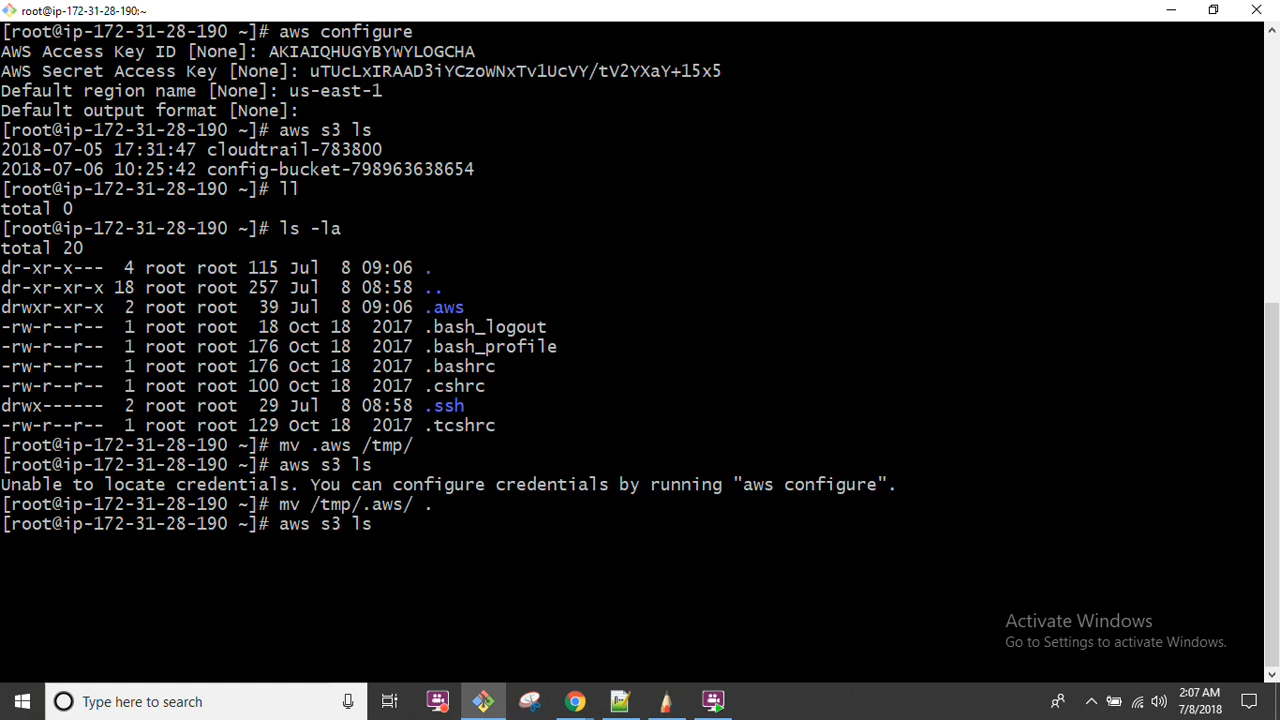 root@ip-172-31-28-190:~
[root@ip-172-31-28-190 ~]# aws configure
AWS Access Key ID [None]: AKIAIQHUGYBYWYLOGCHA
AWS Secret Access Key [None]: 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
Default region name [None]: us-east-1
Default output format [None]:
[root@ip-172-31-28-190 ~]# aws s3 ls
2018-07-05 17:31:47 cloudtrail-783800
2018-07-06 10:25:42 config-bucket-798963638654
[root@ip-172-31-28-190 ~]# ll
total 0
[root@ip-172-31-28-190 ~]# ls -la
total 20
dr-xr-x---  4 root root 115 Jul  8 09:06 .
dr-xr-xr-x 18 root root 257 Jul  8 08:58 ..
drwxr-xr-x  2 root root  39 Jul  8 09:06 .aws
-rw-r--r--  1 root root  18 Oct 18  2017 .bash_logout
-rw-r--r--  1 root root 176 Oct 18  2017 .bash_profile
-rw-r--r--  1 root root 176 Oct 18  2017 .bashrc
-rw-r--r--  1 root root 100 Oct 18  2017 .cshrc
drwx------  2 root root  29 Jul  8 08:58 .ssh
-rw-r--r--  1 root root 129 Oct 18  2017 .tcshrc
[root@ip-172-31-28-190 ~]# mv .aws /tmp/
[root@ip-172-31-28-190 ~]# aws s3 ls
Unable to locate credentials. You can configure credentials by running "aws configure".
[root@ip-172-31-28-190 ~]# mv /tmp/.aws/ .
[root@ip-172-31-28-190 ~]# aws s3 ls
Activate Windows
Go to Settings to activate Windows.
Type here to search
2:07 AM
7/8/2018